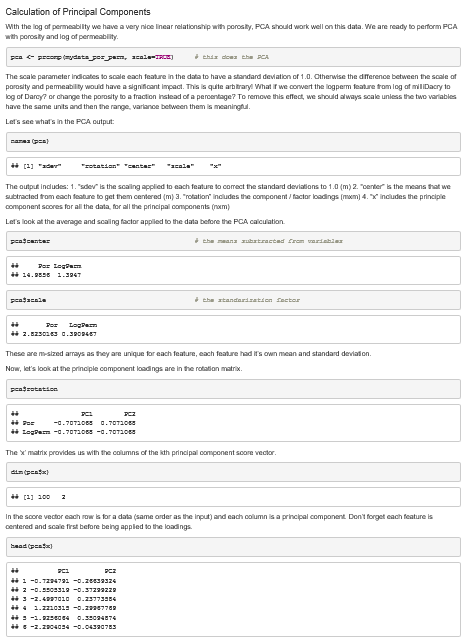 Calculation of Principal Components
With the log of permeability we have a very nice linear relationship with porosity, PCA should work well on this data. We are ready to perform PCA
with porosity and log of permeability.
pca <- prcomp(mydata_por_perm, scale=TRUE)    # this does the PCA
The scale parameter indicates to scale each feature in the data to have a standard deviation of 1.0. Otherwise the difference between the scale of
porosity and permeability would have a significant impact. This is quite arbitrary! What if we convert the logperm feature from log of milliDacry to
log of Darcy? or change the porosity to a fraction instead of a percentage? To remove this effect, we should always scale unless the two variables
have the same units and then the range, variance between them is meaningful.
Let's see what's in the PCA output:
names(pca)
## [1] "sdev"     "rotation" "center"   "scale"    "x"
The output includes: 1. "sdev" is the scaling applied to each feature to correct the standard deviations to 1.0 (m) 2. "center" is the means that we
subtracted from each feature to get them centered (m) 3. "rotation" includes the component / factor loadings (mxm) 4. "x" includes the principle
component scores for all the data, for all the principal components (nxm)
Let's look at the average and scaling factor applied to the data before the PCA calculation.
pca$center    # the means substracted from variables
## Por LogPerm
## 14.9856 1.3947
pca$scale    # the standarization factor
## Por LogPerm
## 2.8230163 0.3909467
These are m-sized arrays as they are unique for each feature, each feature had it's own mean and standard deviation.
Now, let's look at the principle component loadings are in the rotation matrix.
pca$rotation
## PC1 PC2
## Por -0.7071068 0.7071068
## LogPerm -0.7071068 -0.7071068
The 'x' matrix provides us with the columns of the kth principal component score vector.
dim(pca$x)
## [1] 100 2
In the score vector each row is for a data (same order as the input) and each column is a principal component. Don't forget each feature is
centered and scale first before being applied to the loadings.
head(pca$x)
## PC1 PC2
## 1 -0.7294791 -0.26639324
## 2 -0.5505319 -0.37299229
## 3 -2.4997010 0.23773584
## 4 1.2210315 -0.29967769
## 5 -1.9256064 0.35094874
## 6 -2.2904054 -0.04390783